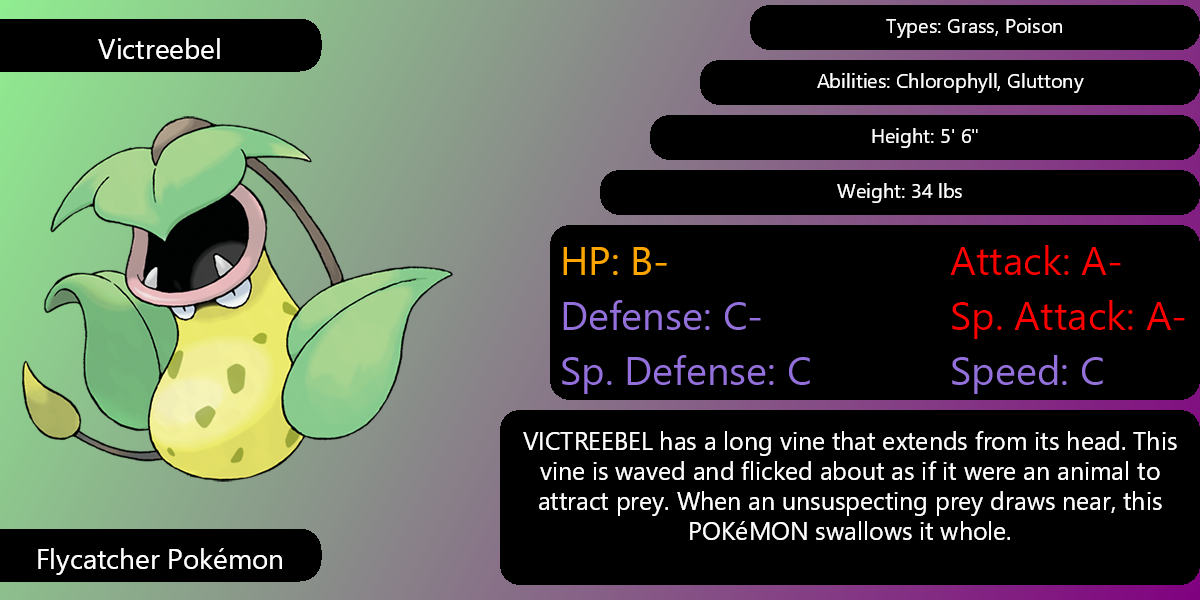 Victreebel
Types: Grass, Poison
Abilities: Chlorophyll, Gluttony
Height: 5' 6"
Weight: 34 lbs
HP: B-
Attack: A-
Defense: C-
Sp. Attack: A-
Sp. Defense: C
Speed: C
VICTREEBEL has a long vine that extends from its head. This
vine is waved and flicked about as if it were an animal to
attract prey. When an unsuspecting prey draws near, this
POKéMON swallows it whole.
Flycatcher Pokémon